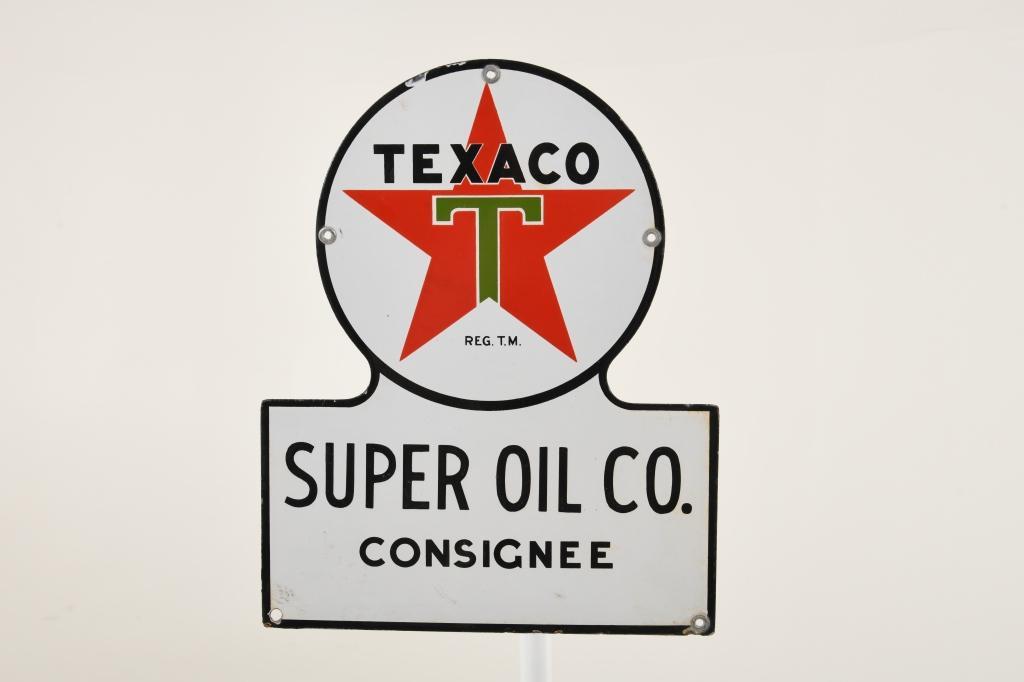 TEXACO
T
REG. T.M.
SUPER OIL CO.
CONSIGNEE